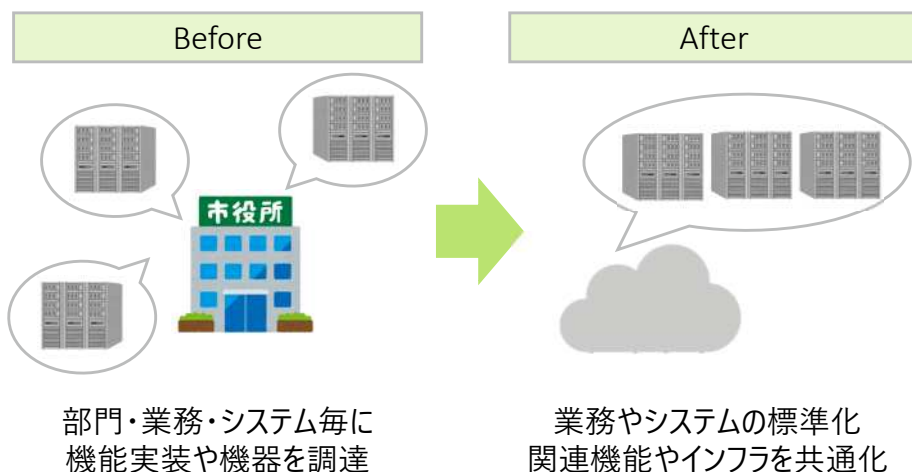 Before
After
市役所
部門・業務・システム毎に
機能実装や機器を調達
業務やシステムの標準化
関連機能やインフラを共通化